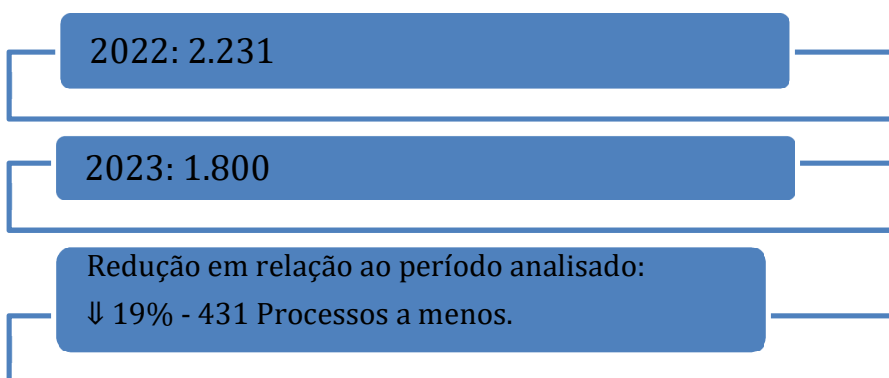 2022: 2.231
2023: 1.800
Redução em relação ao período analisado:
⇓ 19% - 431 Processos a menos.